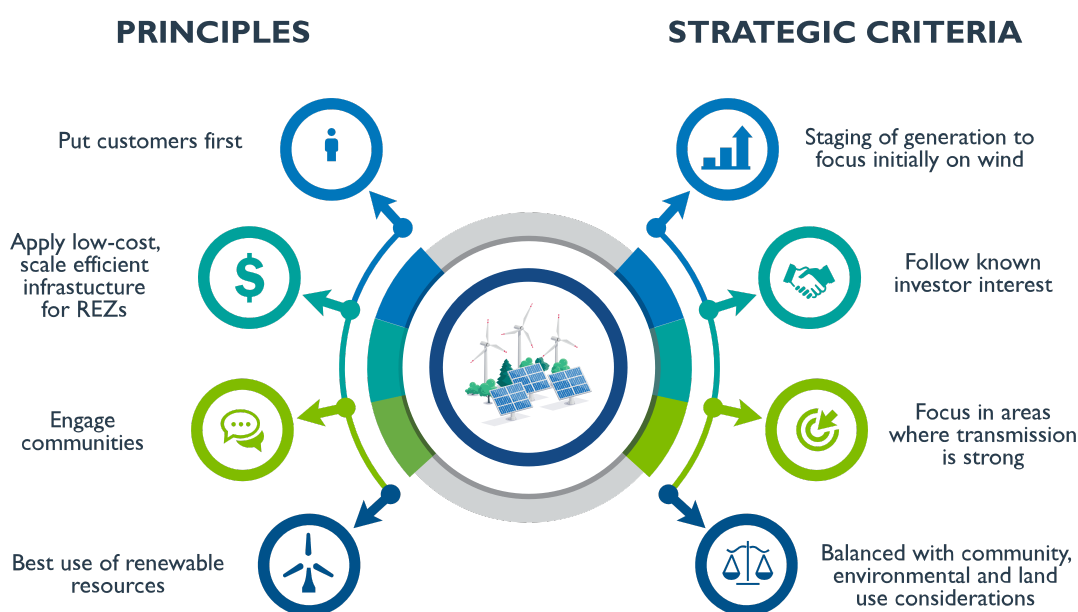 PRINCIPLES
Put customers first
Apply low-cost,
scale efficient
infrastucture
for REZs
Engage
communities
Best use of renewable
resources
STRATEGIC CRITERIA
Staging of generation to
focus initially on wind
Follow known
investor interest
Focus in areas
where transmission
is strong
Balanced with community,
environmental and land
use considerations